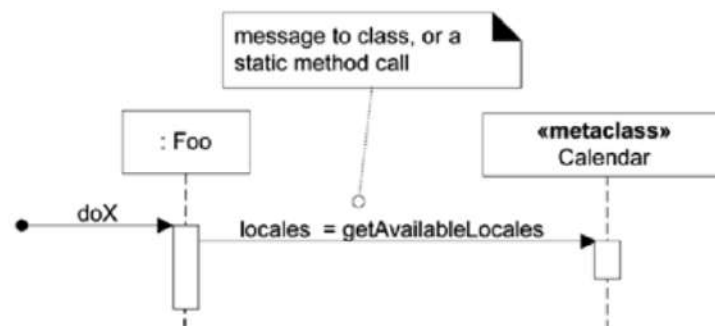 message to class, or a
static method call
: Foo
«metaclass»
Calendar
doX
locales = getAvailableLocales